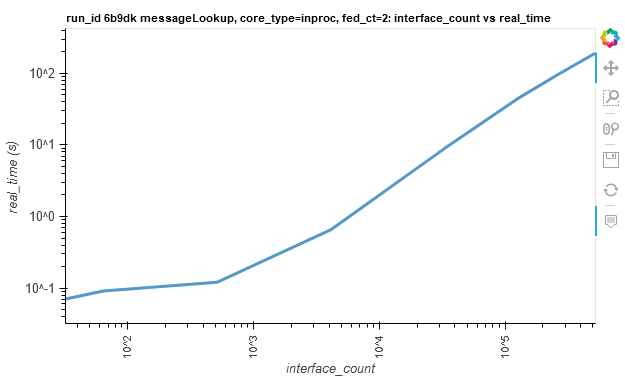 run_id 6b9dk messageLookup, core_type=inproc, fed_ct=2: interface_count vs real_time
10^2
10^1
10^0
10^-1
real_time (s)
10^2
10^3
10^4
10^5
interface_count